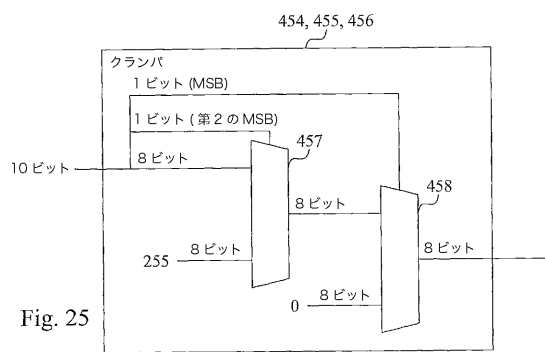 454, 455, 456
クランパ
1 ビット (MSB)
1 ビット ( 第 2 の MSB)
457
10 ビット
8 ビット
458
8 ビット
8 ビット
8 ビット
255
8 ビット
0
Fig. 25